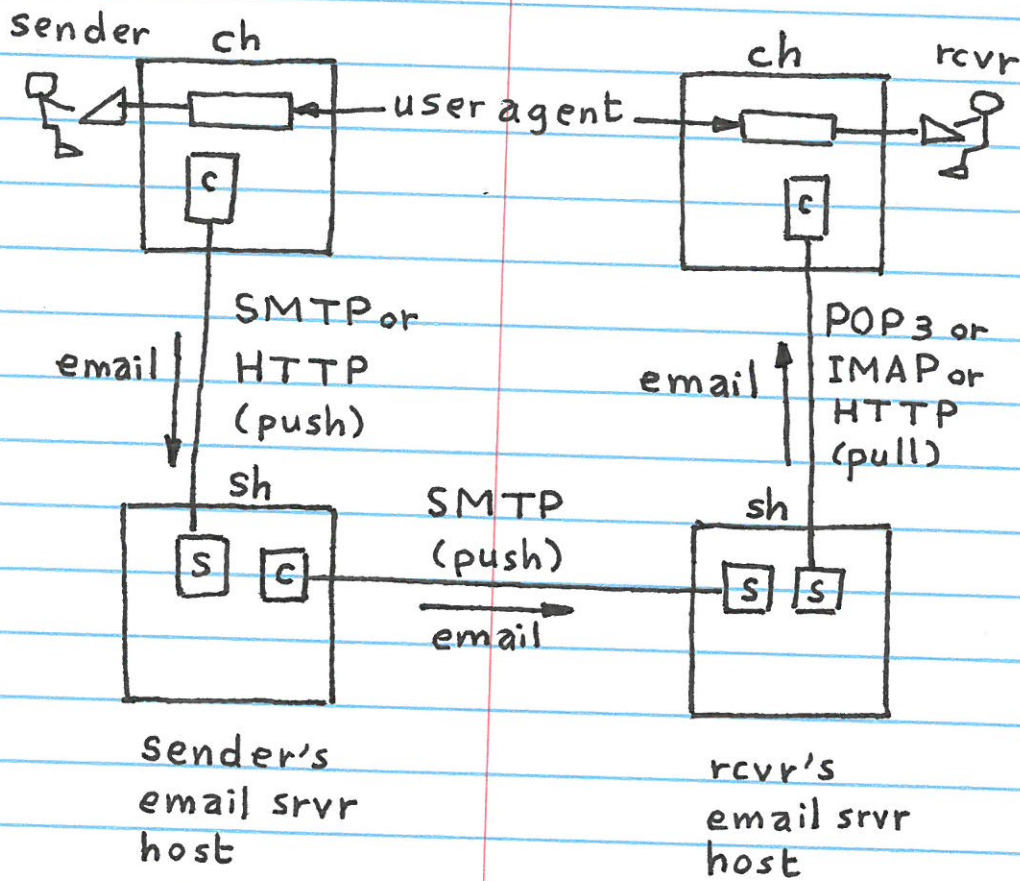 sender
ch
ch
rcvr
user agent
C
C
SMTP or
HTTP
(push)
email
POP3 or
IMAP or
HTTP
(pull)
email
sh
SMTP
(push)
sh
S
C
S
S
email
sender's
email srvr
host
rcvr's
email srvr
host